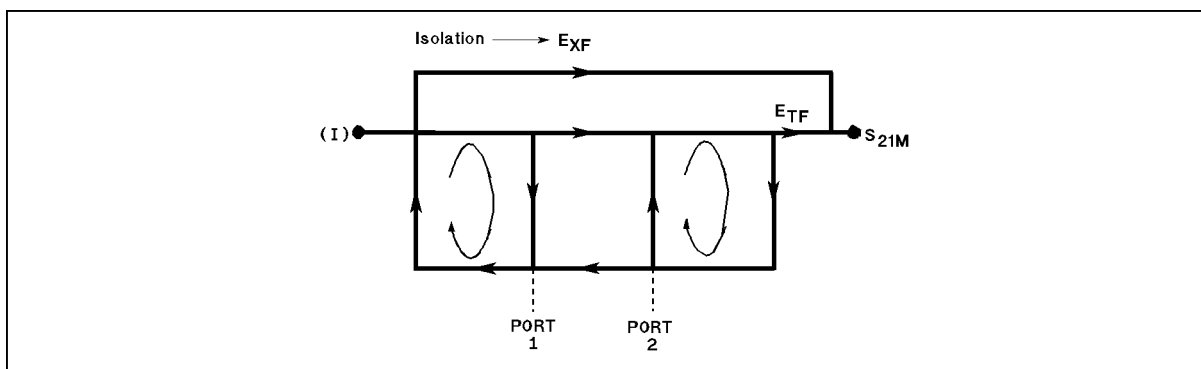 Isolation E_XF
E_TF
(I) S_21M
PORT 1
PORT 2